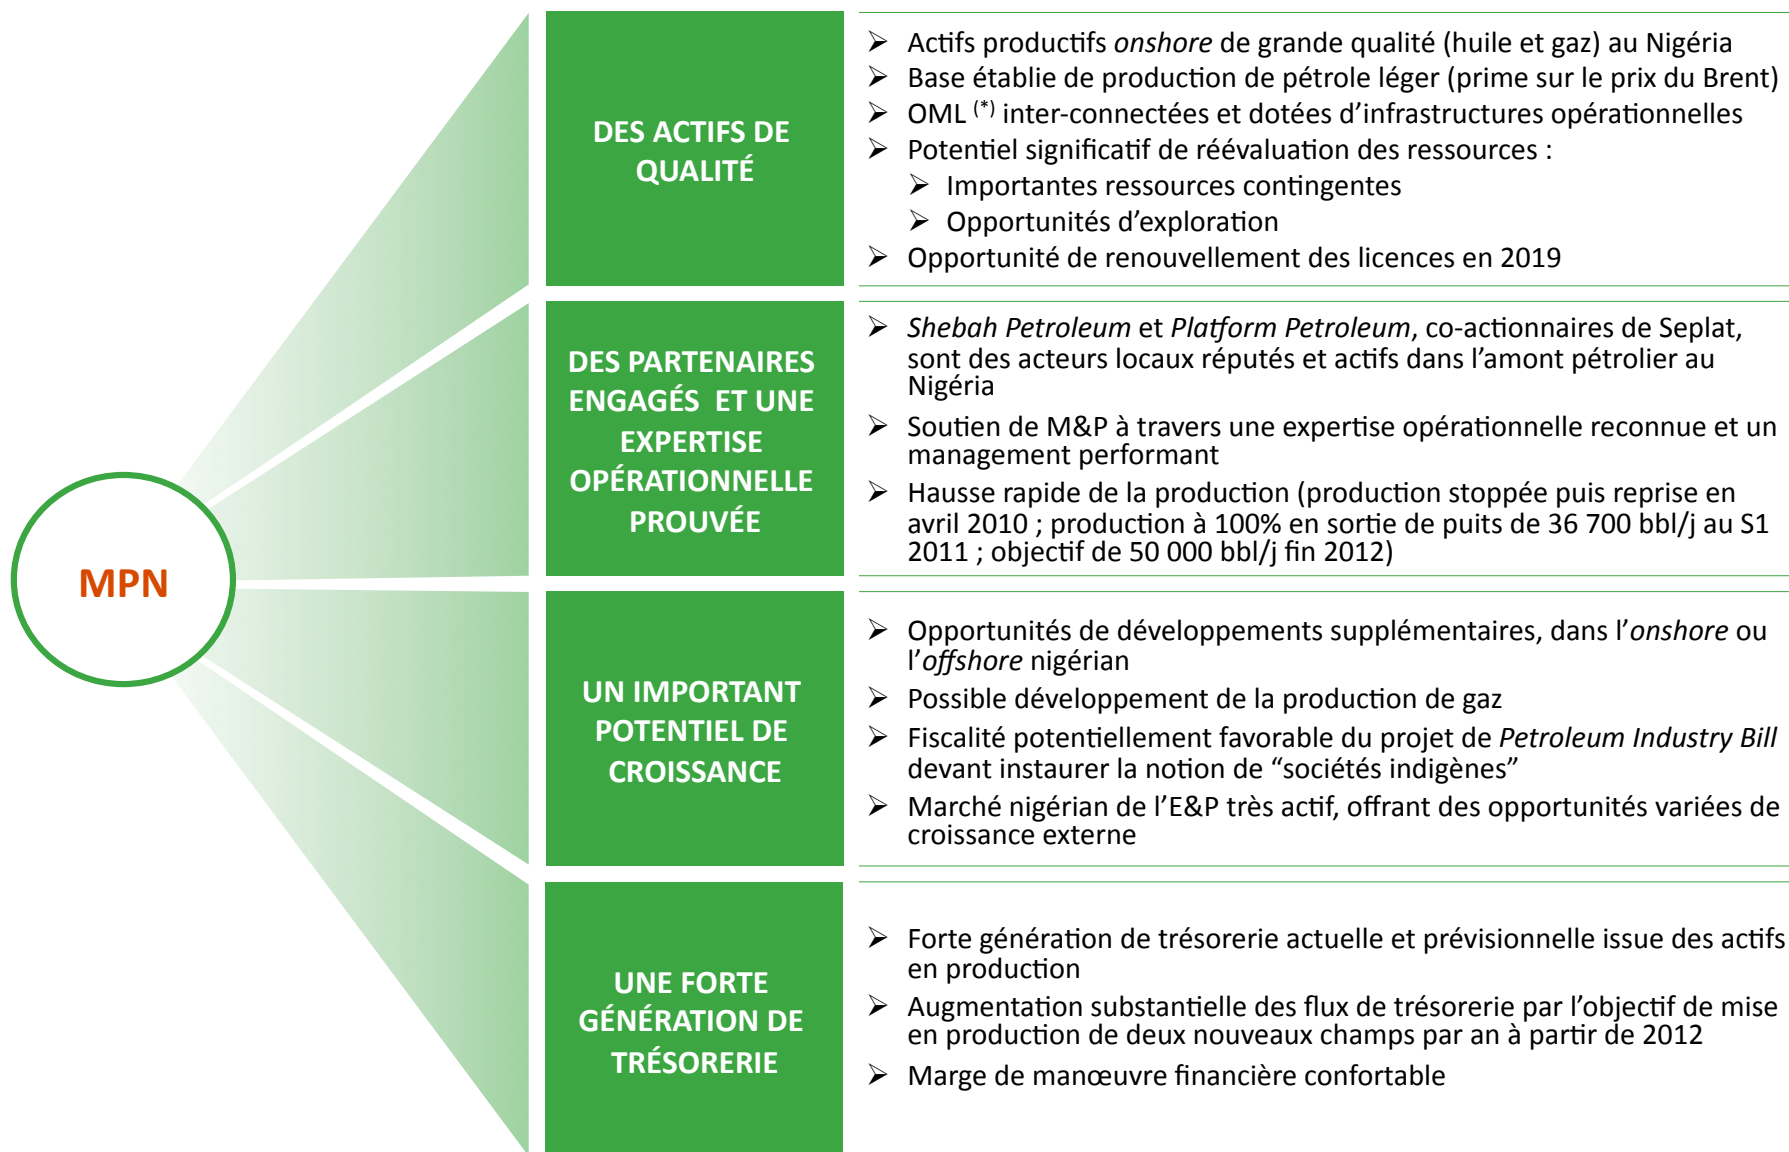 MPN
DES ACTIFS DE
QUALITÉ
➢ Actifs productifs onshore de grande qualité (huile et gaz) au Nigéria
➢ Base établie de production de pétrole léger (prime sur le prix du Brent)
➢ OML (*) inter-connectées et dotées d’infrastructures opérationnelles
➢ Potentiel significatif de réévaluation des ressources :
➢ Importantes ressources contingentes
➢ Opportunités d’exploration
➢ Opportunité de renouvellement des licences en 2019
DES PARTENAIRES
ENGAGÉS ET UNE
EXPERTISE
OPÉRATIONNELLE
PROUVÉE
➢ Shebah Petroleum et Platform Petroleum, co-actionnaires de Seplat,
sont des acteurs locaux réputés et actifs dans l’amont pétrolier au
Nigéria
➢ Soutien de M&P à travers une expertise opérationnelle reconnue et un
management performant
➢ Hausse rapide de la production (production stoppée puis reprise en
avril 2010 ; production à 100% en sortie de puits de 36 700 bbl/j au S1
2011 ; objectif de 50 000 bbl/j fin 2012)
UN IMPORTANT
POTENTIEL DE
CROISSANCE
➢ Opportunités de développements supplémentaires, dans l’onshore ou
l’offshore nigérian
➢ Possible développement de la production de gaz
➢ Fiscalité potentiellement favorable du projet de Petroleum Industry Bill
devant instaurer la notion de “sociétés indigènes”
➢ Marché nigérian de l’E&P très actif, offrant des opportunités variées de
croissance externe
UNE FORTE
GÉNÉRATION DE
TRÉSORERIE
➢ Forte génération de trésorerie actuelle et prévisionnelle issue des actifs
en production
➢ Augmentation substantielle des flux de trésorerie par l’objectif de mise
en production de deux nouveaux champs par an à partir de 2012
➢ Marge de manœuvre financière confortable